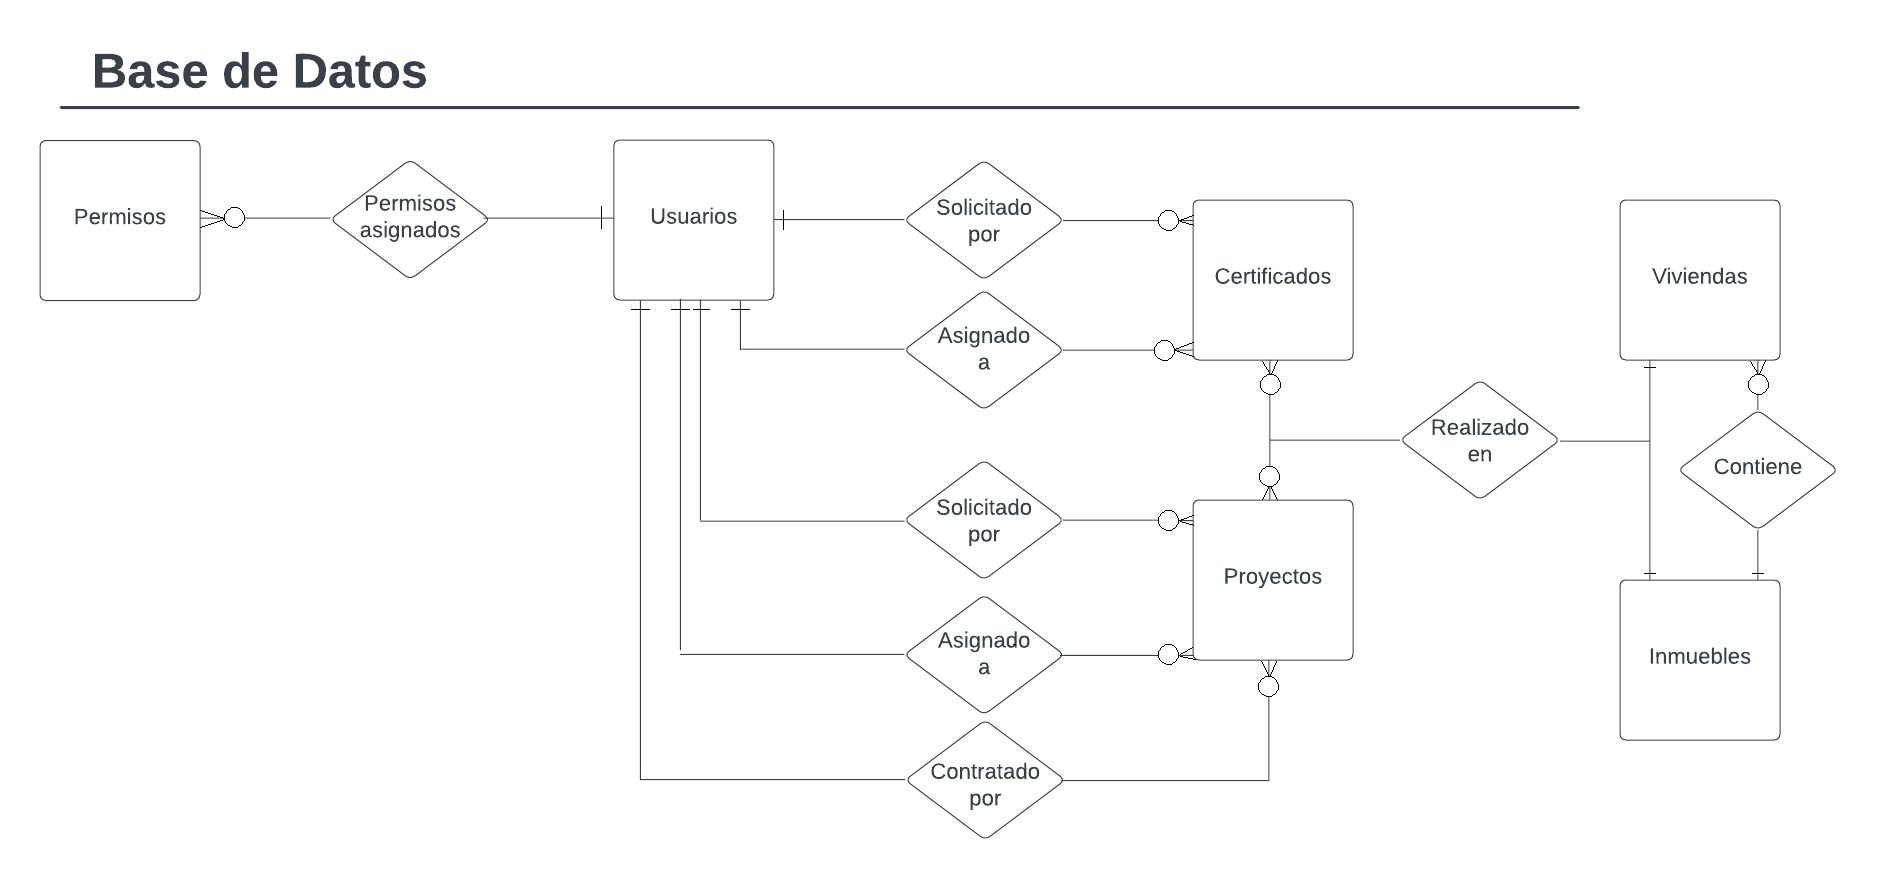 Base de Datos
Permisos
Permisos
asignados
Usuarios
Solicitado
por
Certificados
Viviendas
Asignado
a
Realizado
en
Contiene
Solicitado
por
Proyectos
Asignado
a
Inmuebles
Contratado
por